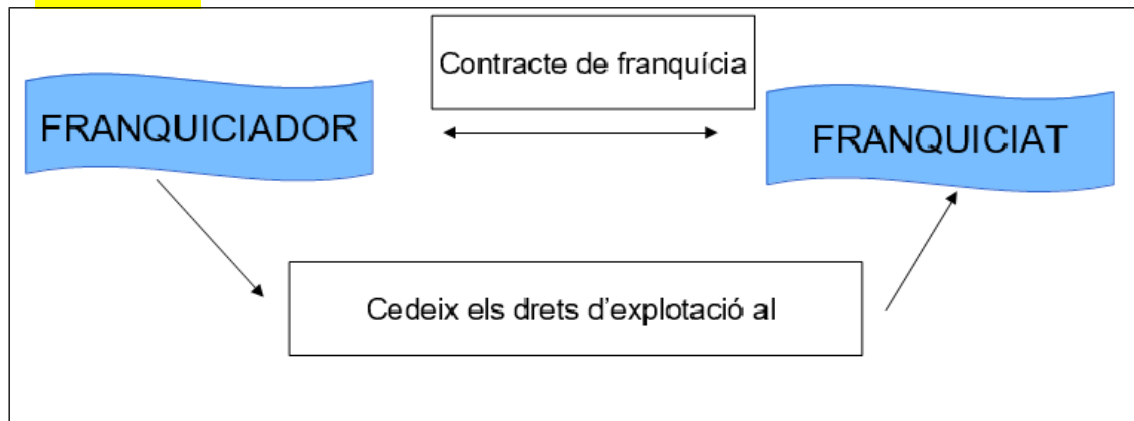 Contracte de franquícia
FRANQUICIADOR
FRANQUICIAT
Cedeix els drets d’explotació al